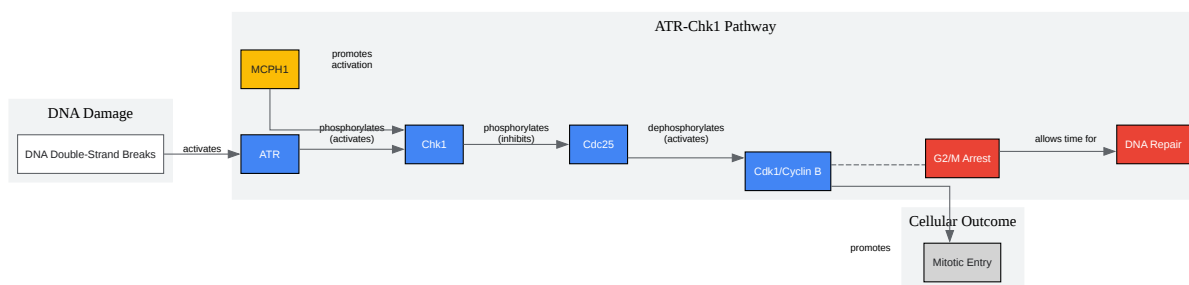 ATR-Chk1 Pathway
MCPH1
promotes
activation
DNA Damage
DNA Double-Strand Breaks
activates
ATR
phosphorylates
(activates)
Chk1
phosphorylates
(inhibits)
Cdc25
dephosphorylates
(activates)
Cdk1/Cyclin B
G2/M Arrest
allows time for
DNA Repair
Cellular Outcome
promotes
Mitotic Entry